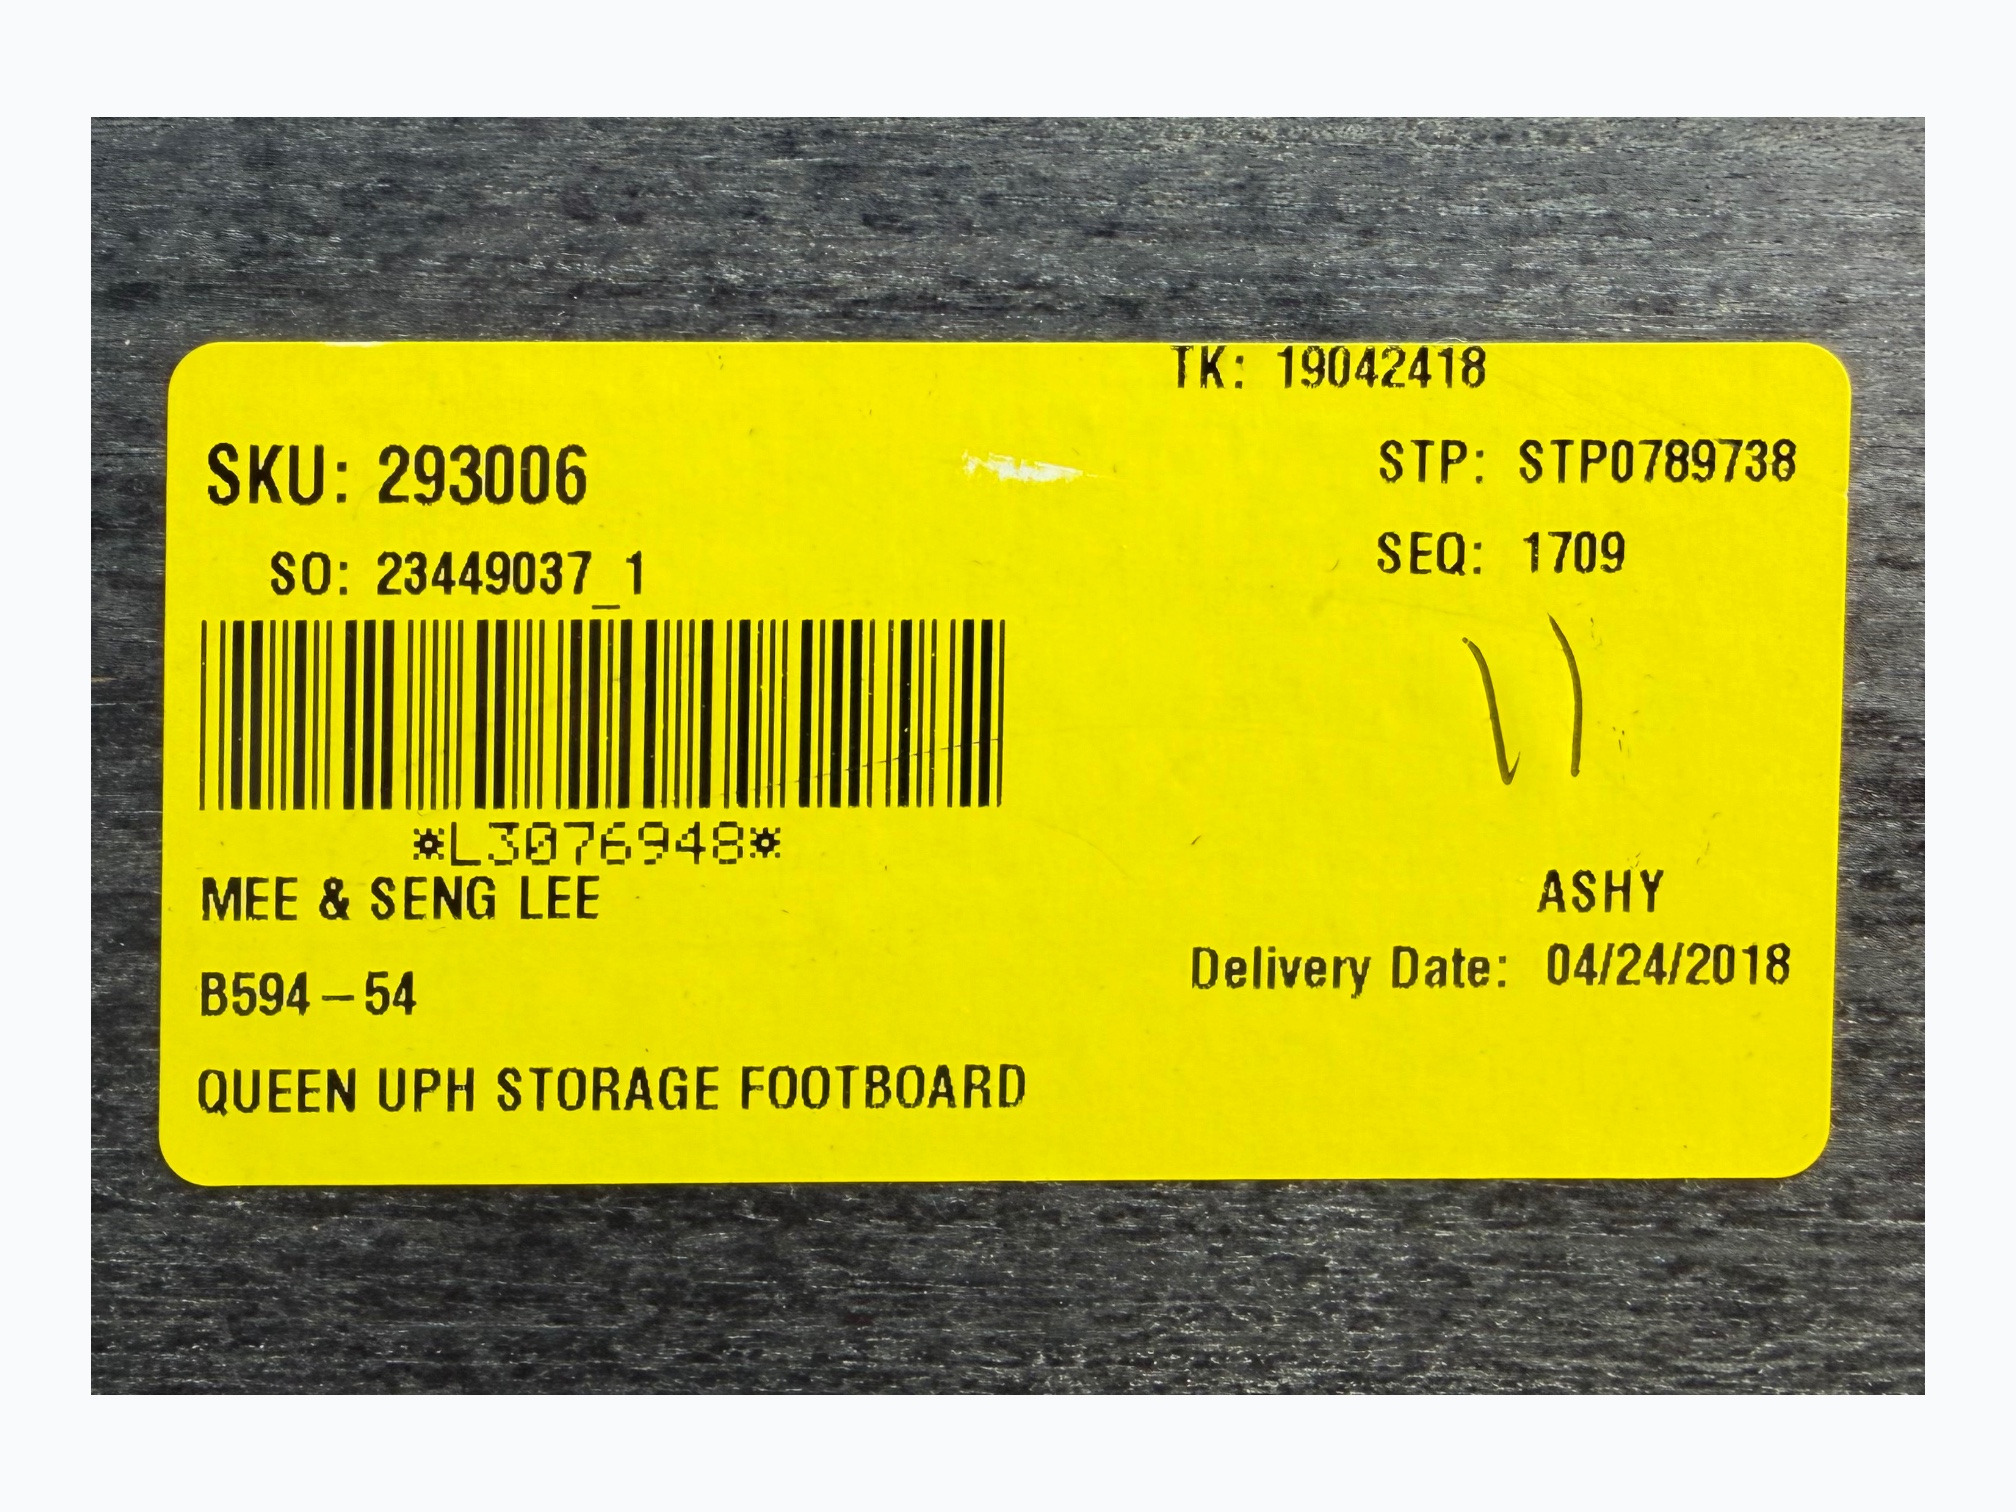 TK: 19042418
SKU: 293006
STP: STP0789738
SO: 23449037_1
SEQ: 1709
*L3076948*
MEE & SENG LEE
ASHY
B594-54
Delivery Date: 04/24/2018
QUEEN UPH STORAGE FOOTBOARD